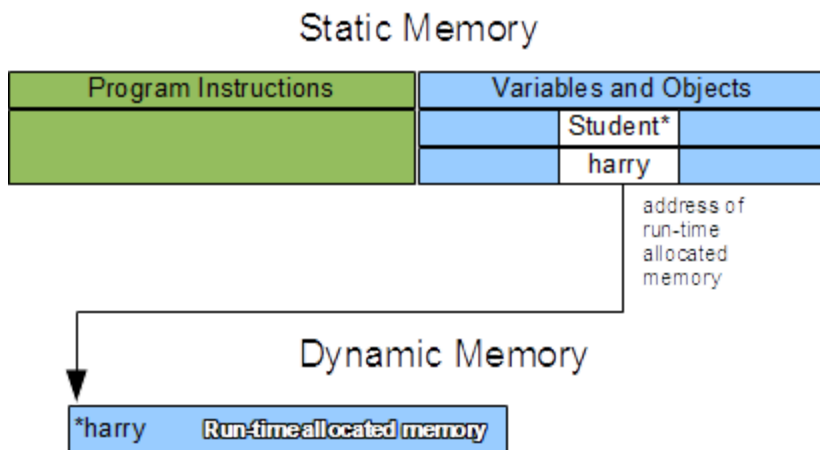 Static Memory
Program Instructions
Variables and Objects
Student*
harry
address of
run-time
allocated
memory
Dynamic Memory
*harry
Run-time allocated memory